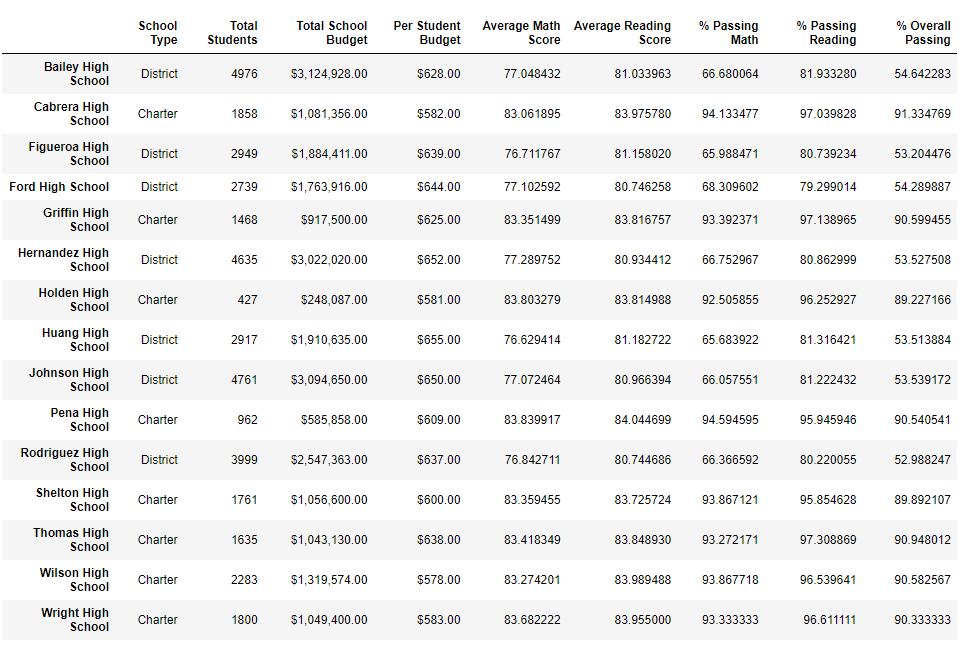 School Type Total Students Total School Budget Per Student Budget Average Math Score Average Reading Score % Passing Math % Passing Reading % Overall Passing
Bailey High School District 4976 $3,124,928.00 $628.00 77.048432 81.033963 66.680064 81.933280 54.642283
Cabrera High School Charter 1858 $1,081,356.00 $582.00 83.061895 83.975780 94.133477 97.039828 91.334769
Figueroa High School District 2949 $1,884,411.00 $639.00 76.711767 81.158020 65.988471 80.739234 53.204476
Ford High School District 2739 $1,763,916.00 $644.00 77.102592 80.746258 68.309602 79.299014 54.289887
Griffin High School Charter 1468 $917,500.00 $625.00 83.351499 83.816757 93.392371 97.138965 90.599455
Hernandez High School District 4635 $3,022,020.00 $652.00 77.289752 80.934412 66.752967 80.862999 53.527508
Holden High School Charter 427 $248,087.00 $581.00 83.803279 83.814988 92.505855 96.252927 89.227166
Huang High School District 2917 $1,910,635.00 $655.00 76.629414 81.182722 65.683922 81.316421 53.513884
Johnson High School District 4761 $3,094,650.00 $650.00 77.072464 80.966394 66.057551 81.222432 53.539172
Pena High School Charter 962 $585,858.00 $609.00 83.839917 84.044699 94.594595 95.945946 90.540541
Rodriguez High School District 3999 $2,547,363.00 $637.00 76.842711 80.744686 66.366592 80.220055 52.988247
Shelton High School Charter 1761 $1,056,600.00 $600.00 83.359455 83.725724 93.867121 95.854628 89.892107
Thomas High School Charter 1635 $1,043,130.00 $638.00 83.418349 83.848930 93.272171 97.308869 90.948012
Wilson High School Charter 2283 $1,319,574.00 $578.00 83.274201 83.989488 93.867718 96.539641 90.582567
Wright High School Charter 1800 $1,049,400.00 $583.00 83.682222 83.955000 93.333333 96.611111 90.333333